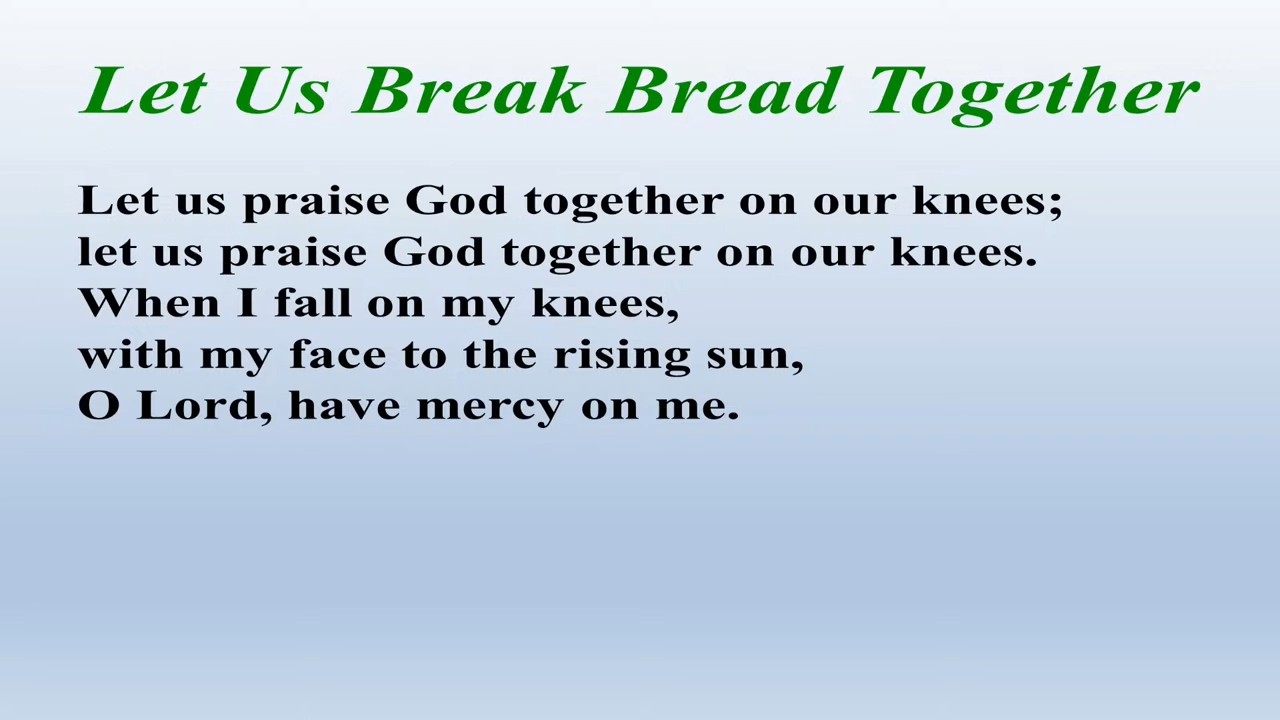 Let Us Break Bread Together
Let us praise God together on our knees;
let us praise God together on our knees.
When I fall on my knees,
with my face to the rising sun,
O Lord, have mercy on me.